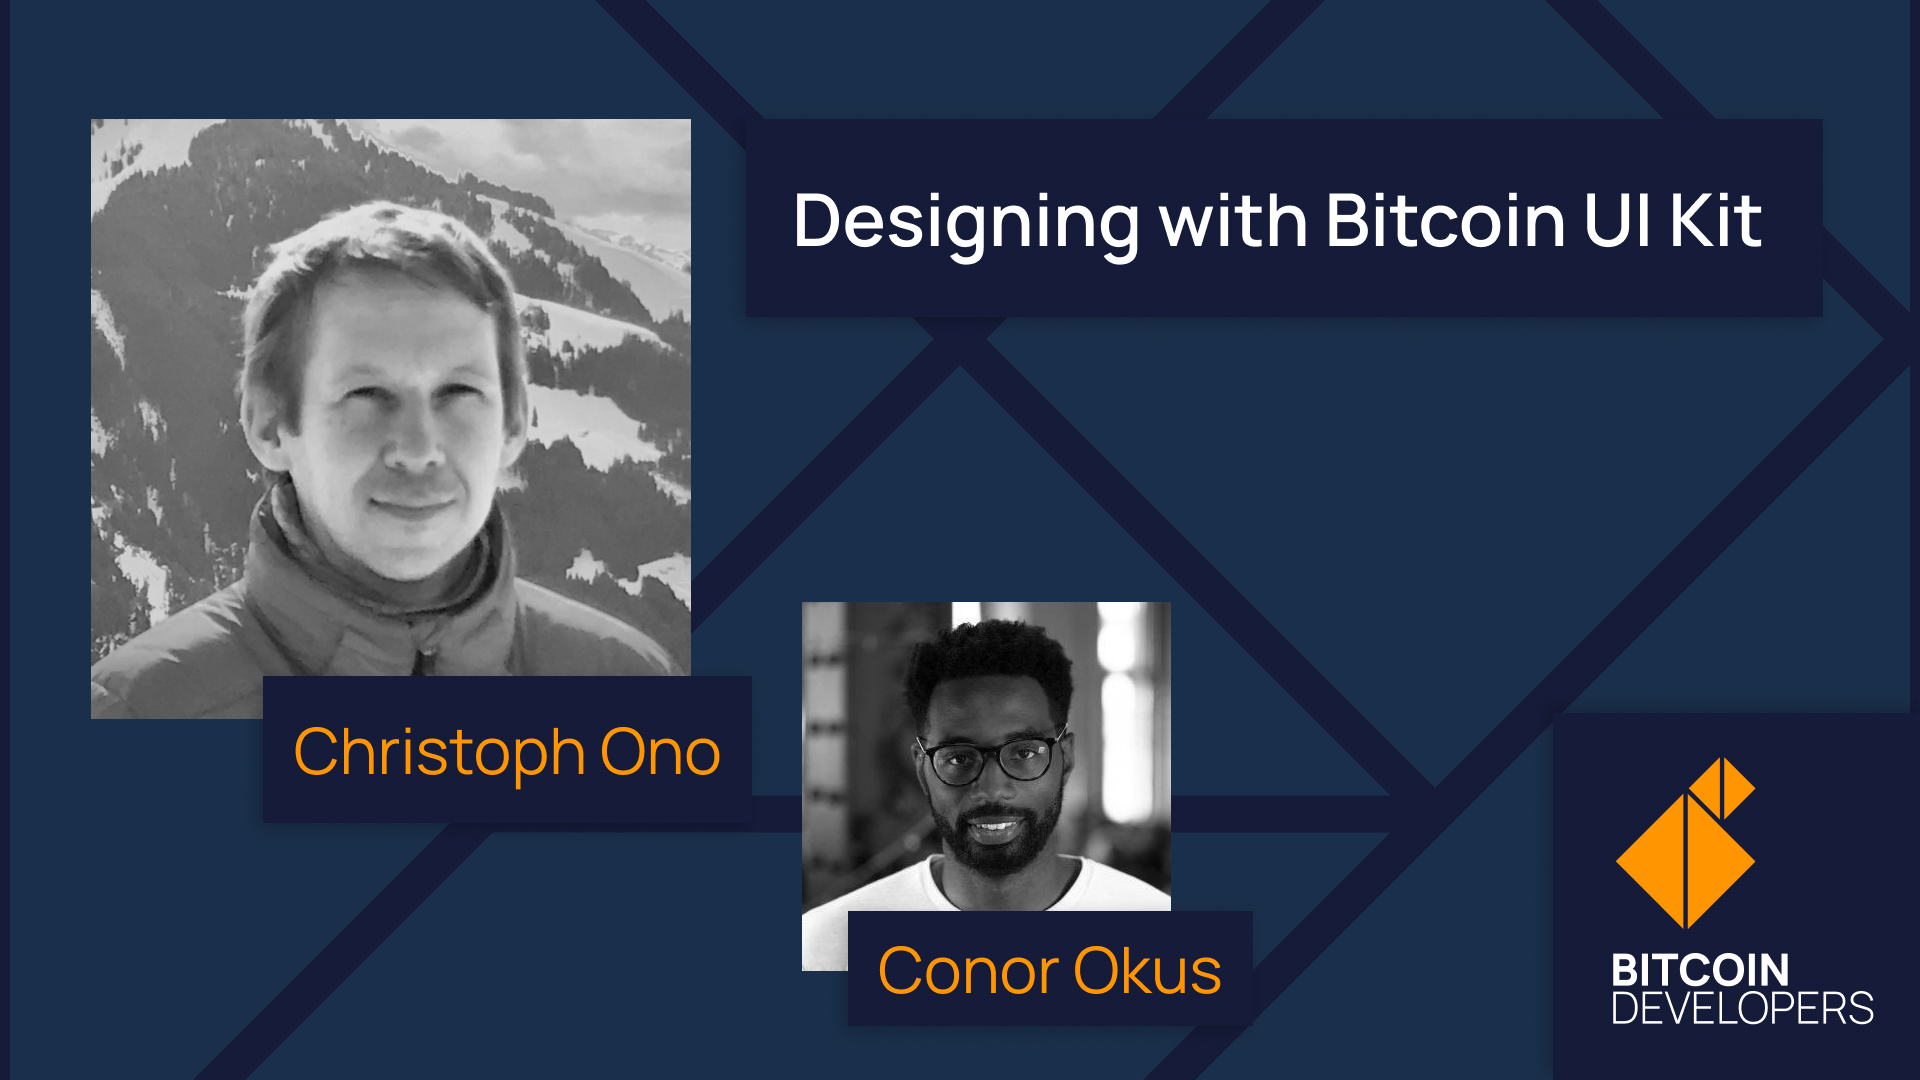 Designing with Bitcoin UI Kit
Christoph Ono
Conor Okus
BITCOIN
DEVELOPERS